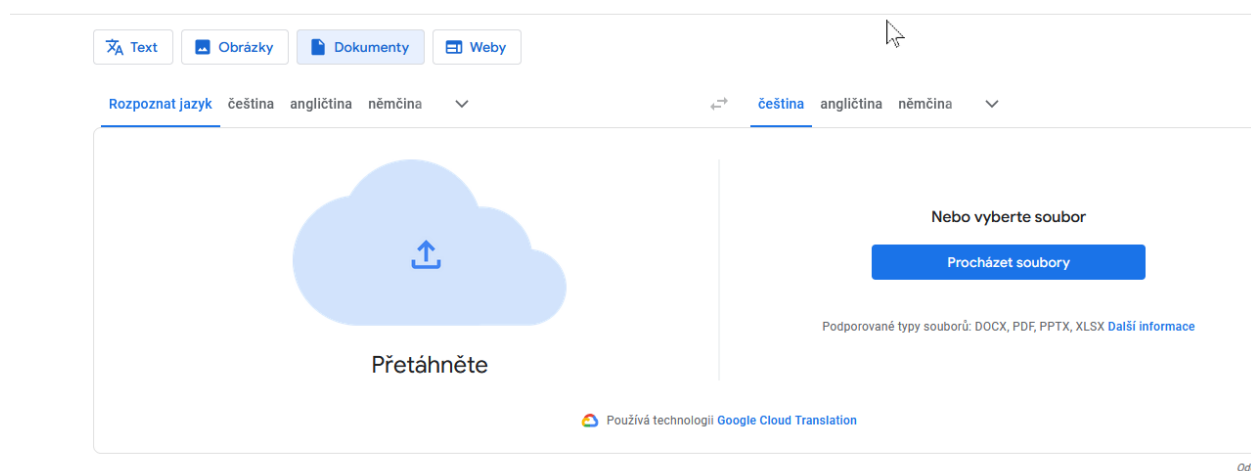 Text Obrázky Dokumenty Weby
Rozpoznat jazyk čeština angličtina němčina čeština angličtina němčina
Nebo vyberte soubor
Procházet soubory
Podporované typy souborů: DOCX, PDF, PPTX, XLSX Další informace
Přetáhněte
Používá technologii Google Cloud Translation